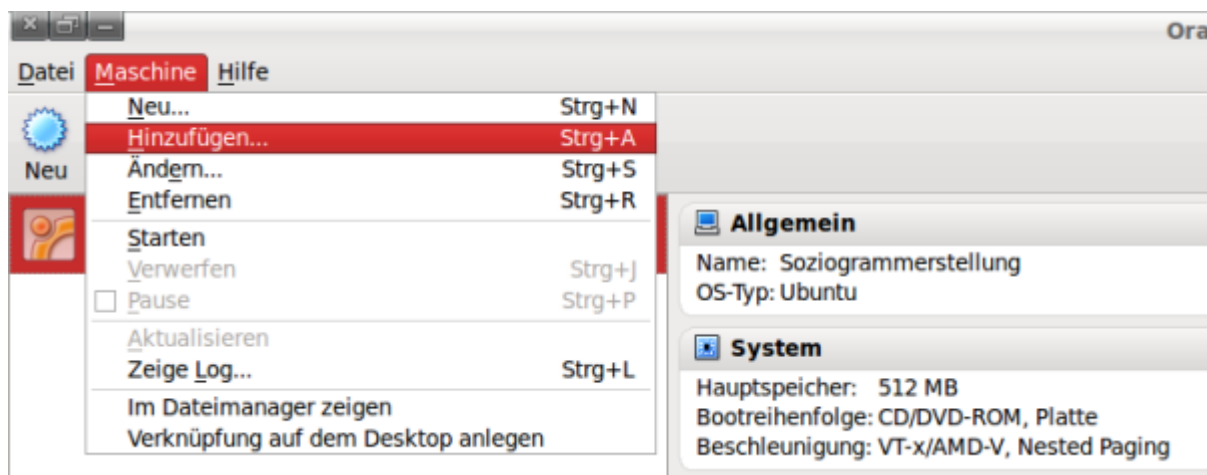 Ora
Datei Maschine Hilfe
Neu
Neu... Strg+N
Hinzufügen... Strg+A
Ändern... Strg+S
Entfernen Strg+R
Starten
Verwerfen Strg+J
Pause Strg+P
Aktualisieren
Zeige Log... Strg+L
Im Dateimanager zeigen
Verknüpfung auf dem Desktop anlegen
Allgemein
Name: Soziogrammerstellung
OS-Typ: Ubuntu
System
Hauptspeicher: 512 MB
Bootreihenfolge: CD/DVD-ROM, Platte
Beschleunigung: VT-x/AMD-V, Nested Paging